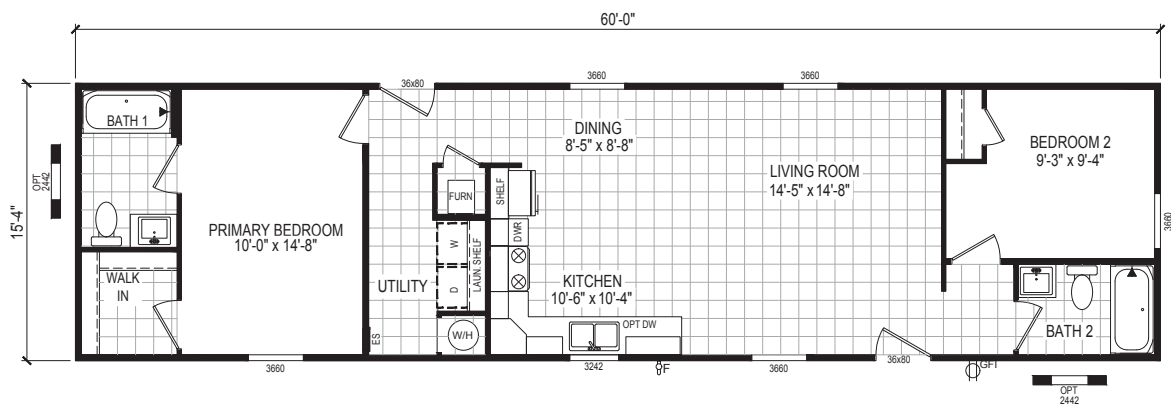 60'-0"
36x80
3660
3660
15'-4"
OPT
2442
BATH 1
DINING
8'-5" x 8'-8"
BEDROOM 2
9'-3" x 9'-4"
LIVING ROOM
14'-5" x 14'-8"
FURN
SHELF
PRIMARY BEDROOM
10'-0" x 14'-8"
DWR
W
LAUN. SHELF
3660
WALK
IN
UTILITY
D
KITCHEN
10'-6" x 10'-4"
OPT DW
ES
W/H
BATH 2
3660
3242
F
3660
36x80
GFI
OPT
2442